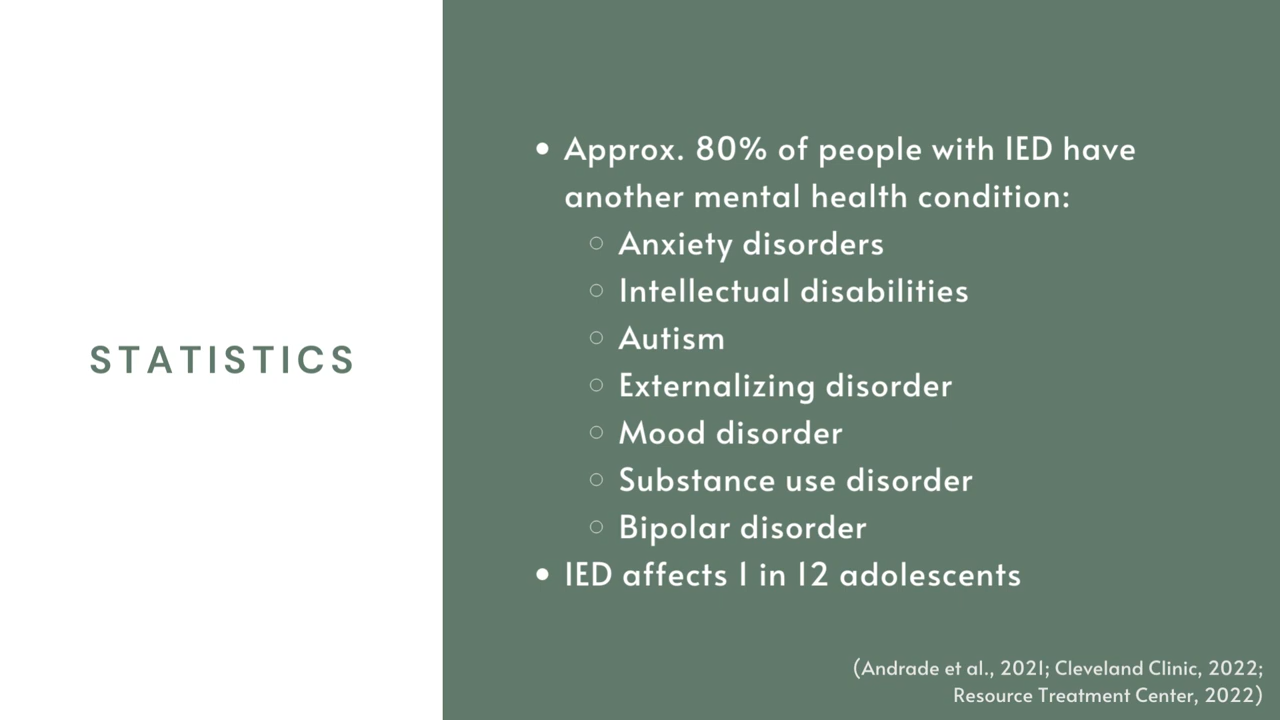 STATISTICS
• Approx. 80% of people with IED have
another mental health condition:
○ Anxiety disorders
○ Intellectual disabilities
○ Autism
○ Externalizing disorder
○ Mood disorder
○ Substance use disorder
○ Bipolar disorder
• IED affects 1 in 12 adolescents
(Andrade et al., 2021; Cleveland Clinic, 2022;
Resource Treatment Center, 2022)